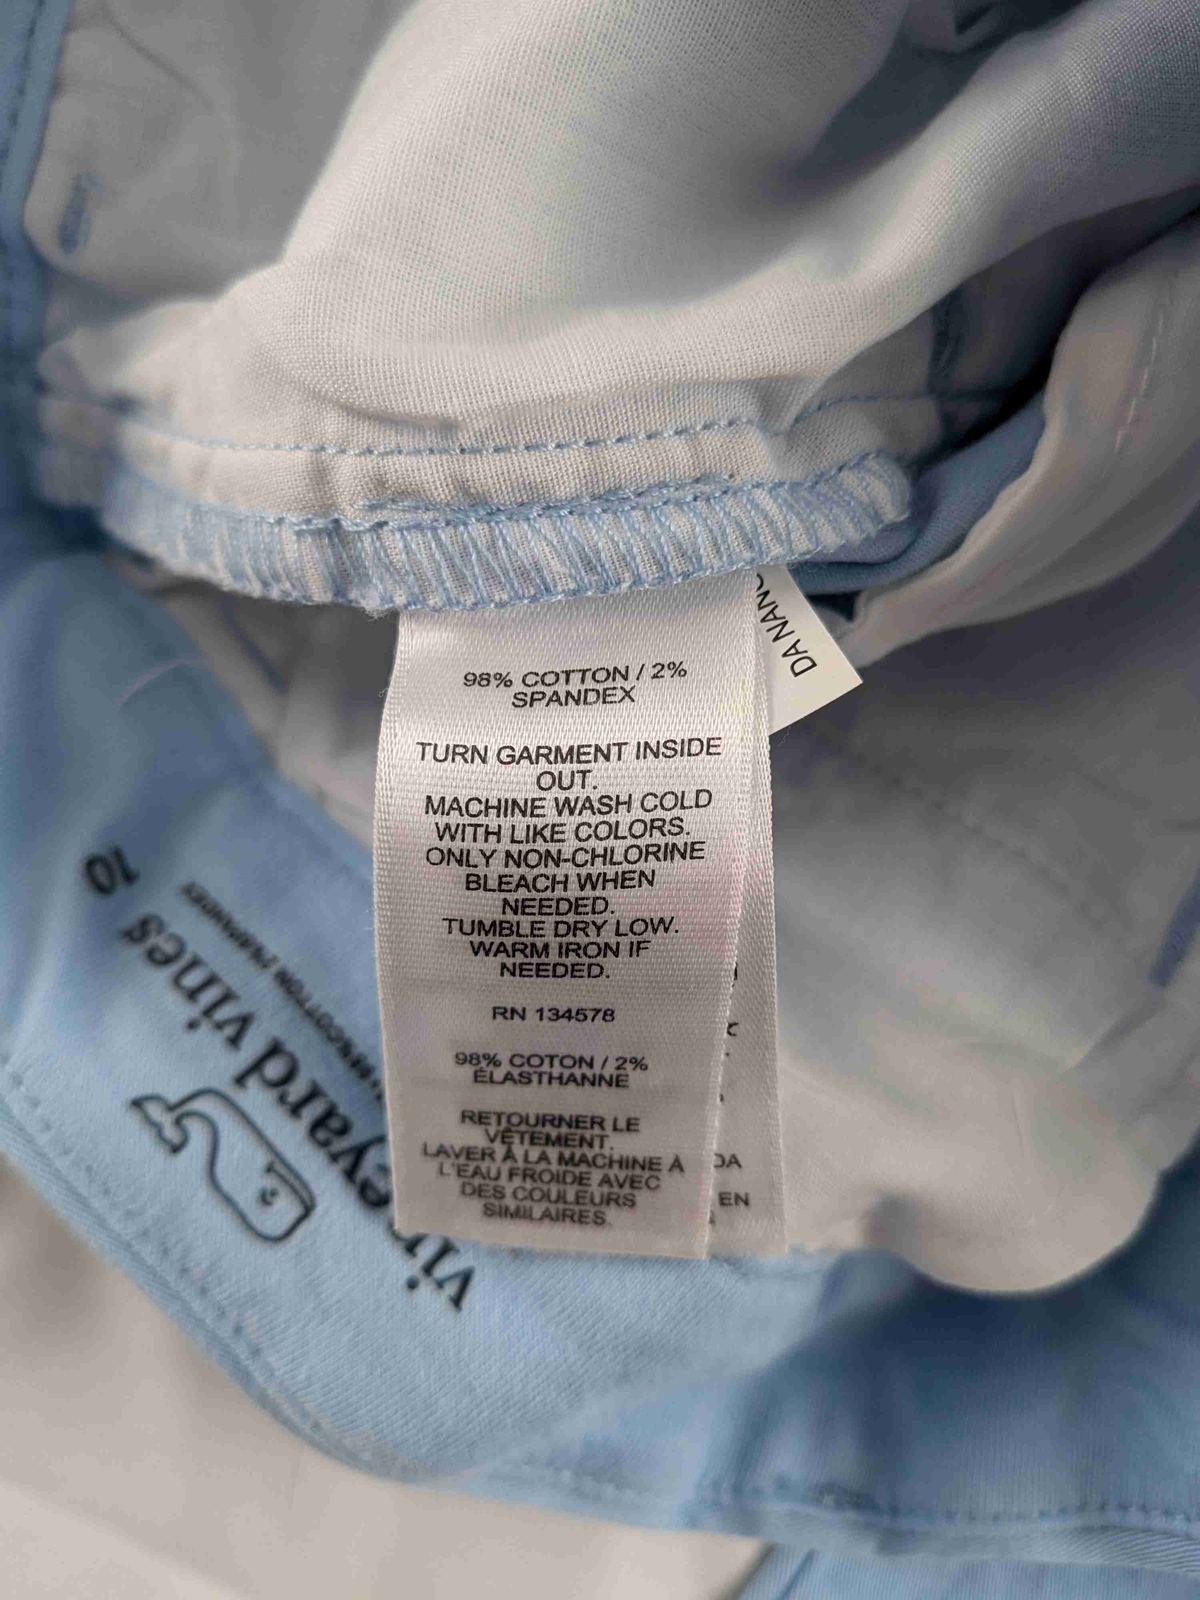 98% COTTON / 2%
SPANDEX
TURN GARMENT INSIDE
OUT.
MACHINE WASH COLD
WITH LIKE COLORS.
ONLY NON-CHLORINE
BLEACH WHEN
NEEDED.
TUMBLE DRY LOW.
WARM IRON IF
NEEDED.
RN 134578
98% COTON / 2%
ÉLASTHANNE
RETOURNER LE
VÊTEMENT.
LAVER À LA MACHINE À
L'EAU FROIDE AVEC
DES COULEURS
SIMILAIRES.
DA
EN
DA NANG
vineyard vines
10